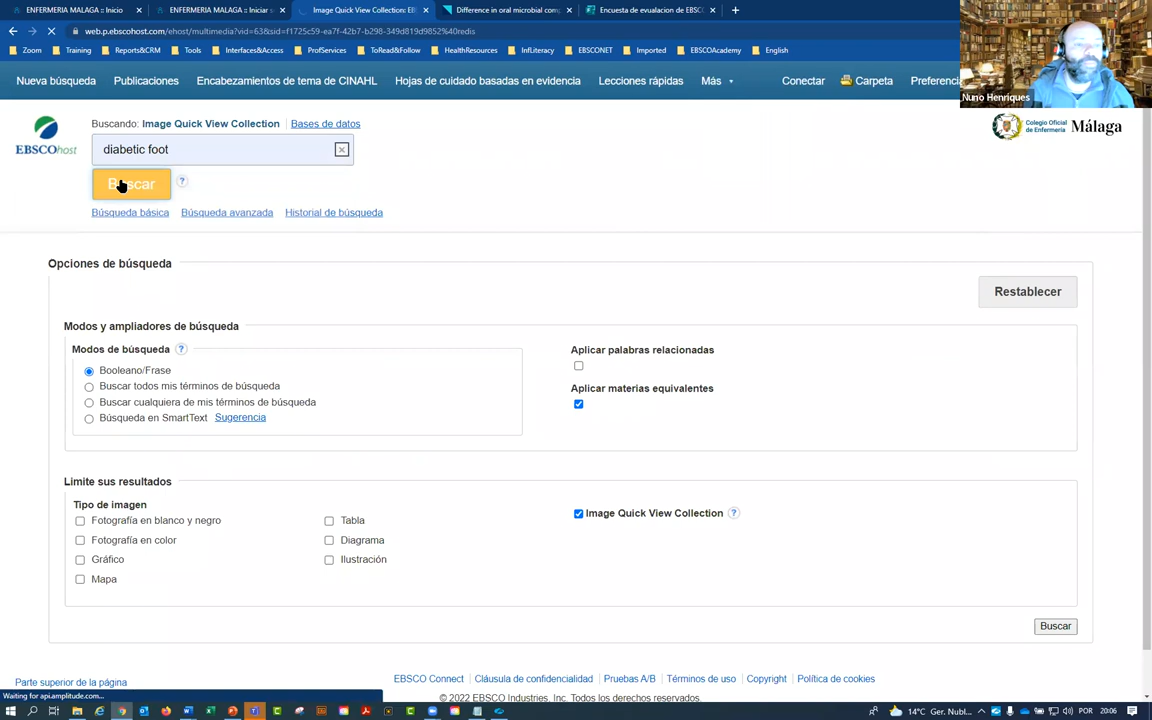 ENFERMERIA MALAGA :: Inicio
ENFERMERIA MALAGA :: Iniciar s
Image Quick View Collection: EB
Difference in oral microbial com
Encuesta de evualacion de EBSC
web.p.ebscohost.com/ehost/multimedia?vid=63&sid=f1725c59-ea7f-42b7-b298-349d819d9852%40redis
Zoom
Training
Reports&CRM
Tools
Interfaces&Access
ProfServices
ToRead&Follow
HealthResources
InfLiteracy
EBSCONET
Imported
EBSCOAcademy
English
Nueva búsqueda
Publicaciones
Encabezamientos de tema de CINAHL
Hojas de cuidado basadas en evidencia
Lecciones rápidas
Más
Conectar
Carpeta
Preferencia
Nuno Henriques
EBSCOhost
Buscando: Image Quick View Collection
Bases de datos
Colegio Oficial de Enfermería Málaga
diabetic foot
Buscar
Búsqueda básica
Búsqueda avanzada
Historial de búsqueda
Opciones de búsqueda
Restablecer
Modos y ampliadores de búsqueda
Modos de búsqueda
Booleano/Frase
Buscar todos mis términos de búsqueda
Buscar cualquiera de mis términos de búsqueda
Búsqueda en SmartText Sugerencia
Aplicar palabras relacionadas
Aplicar materias equivalentes
Limite sus resultados
Tipo de imagen
Fotografía en blanco y negro
Fotografía en color
Gráfico
Mapa
Tabla
Diagrama
Ilustración
Image Quick View Collection
Buscar
Parte superior de la página
EBSCO Connect
Cláusula de confidencialidad
Pruebas A/B
Términos de uso
Copyright
Política de cookies
© 2022 EBSCO Industries, Inc. Todos los derechos reservados.
Waiting for api.amplitude.com...
14°C Ger. Nubl...
POR
20:06